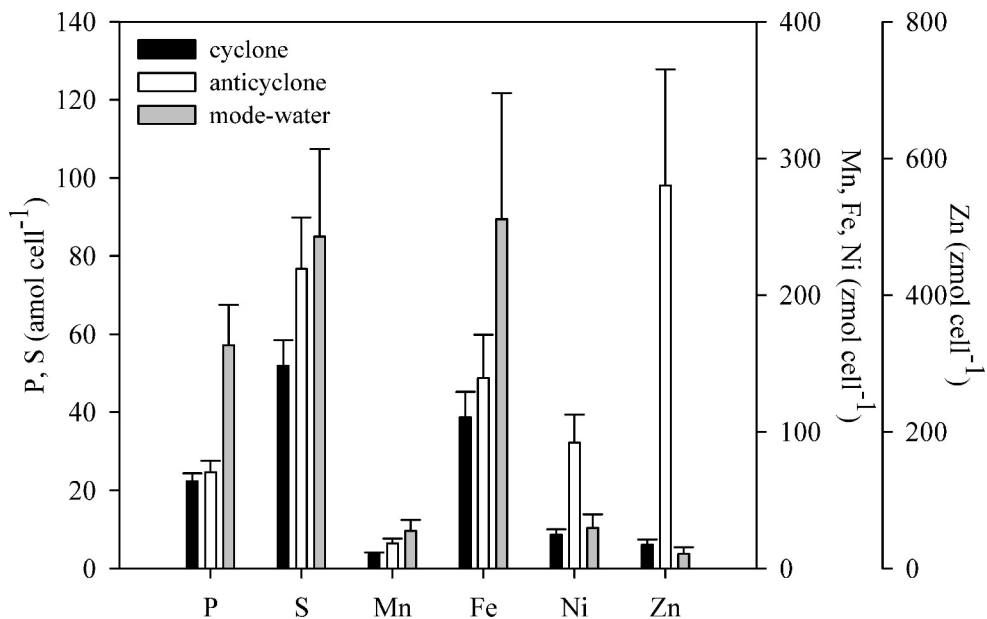 140
120
100
80
60
40
20
0
P, S (amol cell⁻¹)
cyclone
anticyclone
mode-water
P
S
Mn
Fe
Ni
Zn
400
300
200
100
0
Mn, Fe, Ni (zmol cell⁻¹)
800
600
400
200
0
Zn (zmol cell⁻¹)